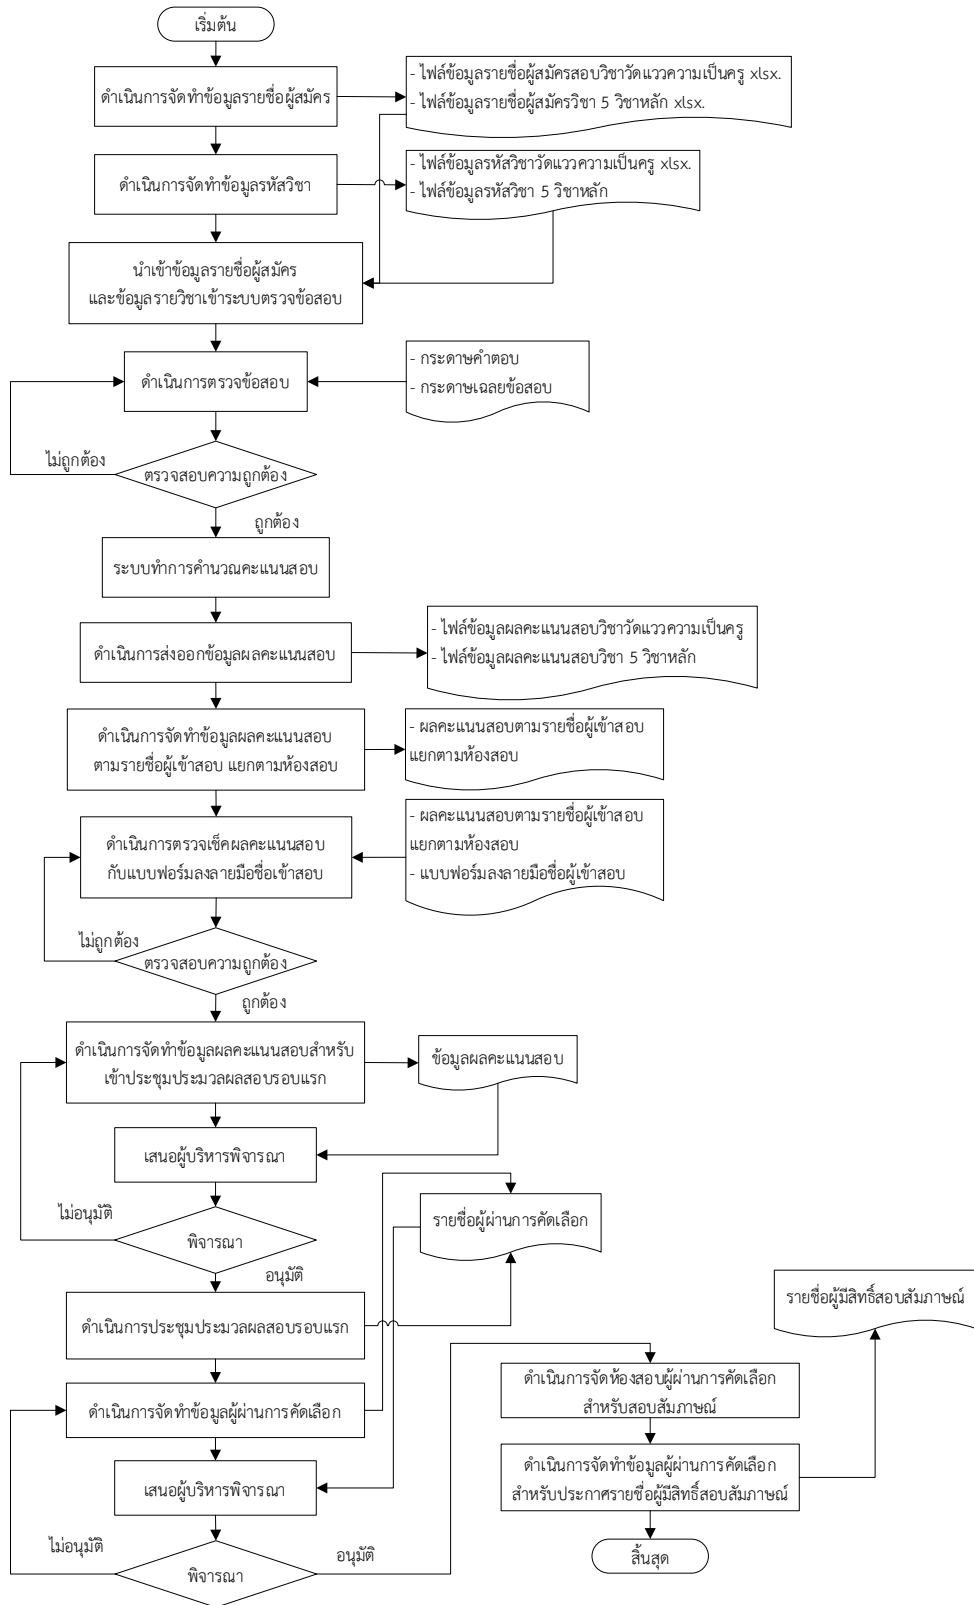 เริ่มต้น
ดำเนินการจัดทำข้อมูลรายชื่อผู้สมัคร
- ไฟล์ข้อมูลรายชื่อผู้สมัครสอบวิชาวัดแววความเป็นครู xlsx.
- ไฟล์ข้อมูลรายชื่อผู้สมัครวิชา 5 วิชาหลัก xlsx.
ดำเนินการจัดทำข้อมูลรหัสวิชา
- ไฟล์ข้อมูลรหัสวิชาวัดแววความเป็นครู xlsx.
- ไฟล์ข้อมูลรหัสวิชา 5 วิชาหลัก
นำเข้าข้อมูลรายชื่อผู้สมัคร
และข้อมูลรายวิชาเข้าระบบตรวจข้อสอบ
ดำเนินการตรวจข้อสอบ
- กระดาษคำตอบ
- กระดาษเฉลยข้อสอบ
ไม่ถูกต้อง
ตรวจสอบความถูกต้อง
ถูกต้อง
ระบบทำการคำนวณคะแนนสอบ
ดำเนินการส่งออกข้อมูลผลคะแนนสอบ
- ไฟล์ข้อมูลผลคะแนนสอบวิชาวัดแววความเป็นครู
- ไฟล์ข้อมูลผลคะแนนสอบวิชา 5 วิชาหลัก
ดำเนินการจัดทำข้อมูลผลคะแนนสอบ
ตามรายชื่อผู้เข้าสอบ แยกตามห้องสอบ
- ผลคะแนนสอบตามรายชื่อผู้เข้าสอบ
แยกตามห้องสอบ
ดำเนินการตรวจเช็คผลคะแนนสอบ
กับแบบฟอร์มลงลายมือชื่อเข้าสอบ
- ผลคะแนนสอบตามรายชื่อผู้เข้าสอบ
แยกตามห้องสอบ
- แบบฟอร์มลงลายมือชื่อผู้เข้าสอบ
ไม่ถูกต้อง
ตรวจสอบความถูกต้อง
ถูกต้อง
ดำเนินการจัดทำข้อมูลผลคะแนนสอบสำหรับ
เข้าประชุมประมวลผลสอบรอบแรก
ข้อมูลผลคะแนนสอบ
เสนอผู้บริหารพิจารณา
ไม่อนุมัติ
พิจารณา
อนุมัติ
รายชื่อผู้ผ่านการคัดเลือก
ดำเนินการประชุมประมวลผลสอบรอบแรก
ดำเนินการจัดทำข้อมูลผู้ผ่านการคัดเลือก
เสนอผู้บริหารพิจารณา
ไม่อนุมัติ
พิจารณา
อนุมัติ
รายชื่อผู้มีสิทธิ์สอบสัมภาษณ์
ดำเนินการจัดห้องสอบผู้ผ่านการคัดเลือก
สำหรับสอบสัมภาษณ์
ดำเนินการจัดทำข้อมูลผู้ผ่านการคัดเลือก
สำหรับประกาศรายชื่อผู้มีสิทธิ์สอบสัมภาษณ์
สิ้นสุด